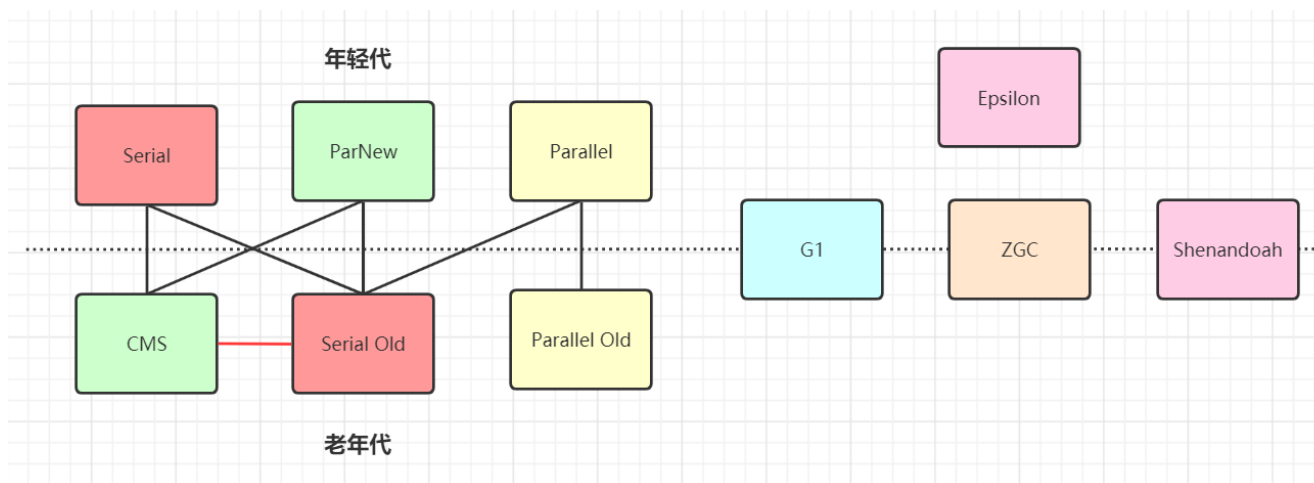 年轻代
Epsilon
Serial
ParNew
Parallel
G1
ZGC
Shenandoah
CMS
Serial Old
Parallel Old
老年代